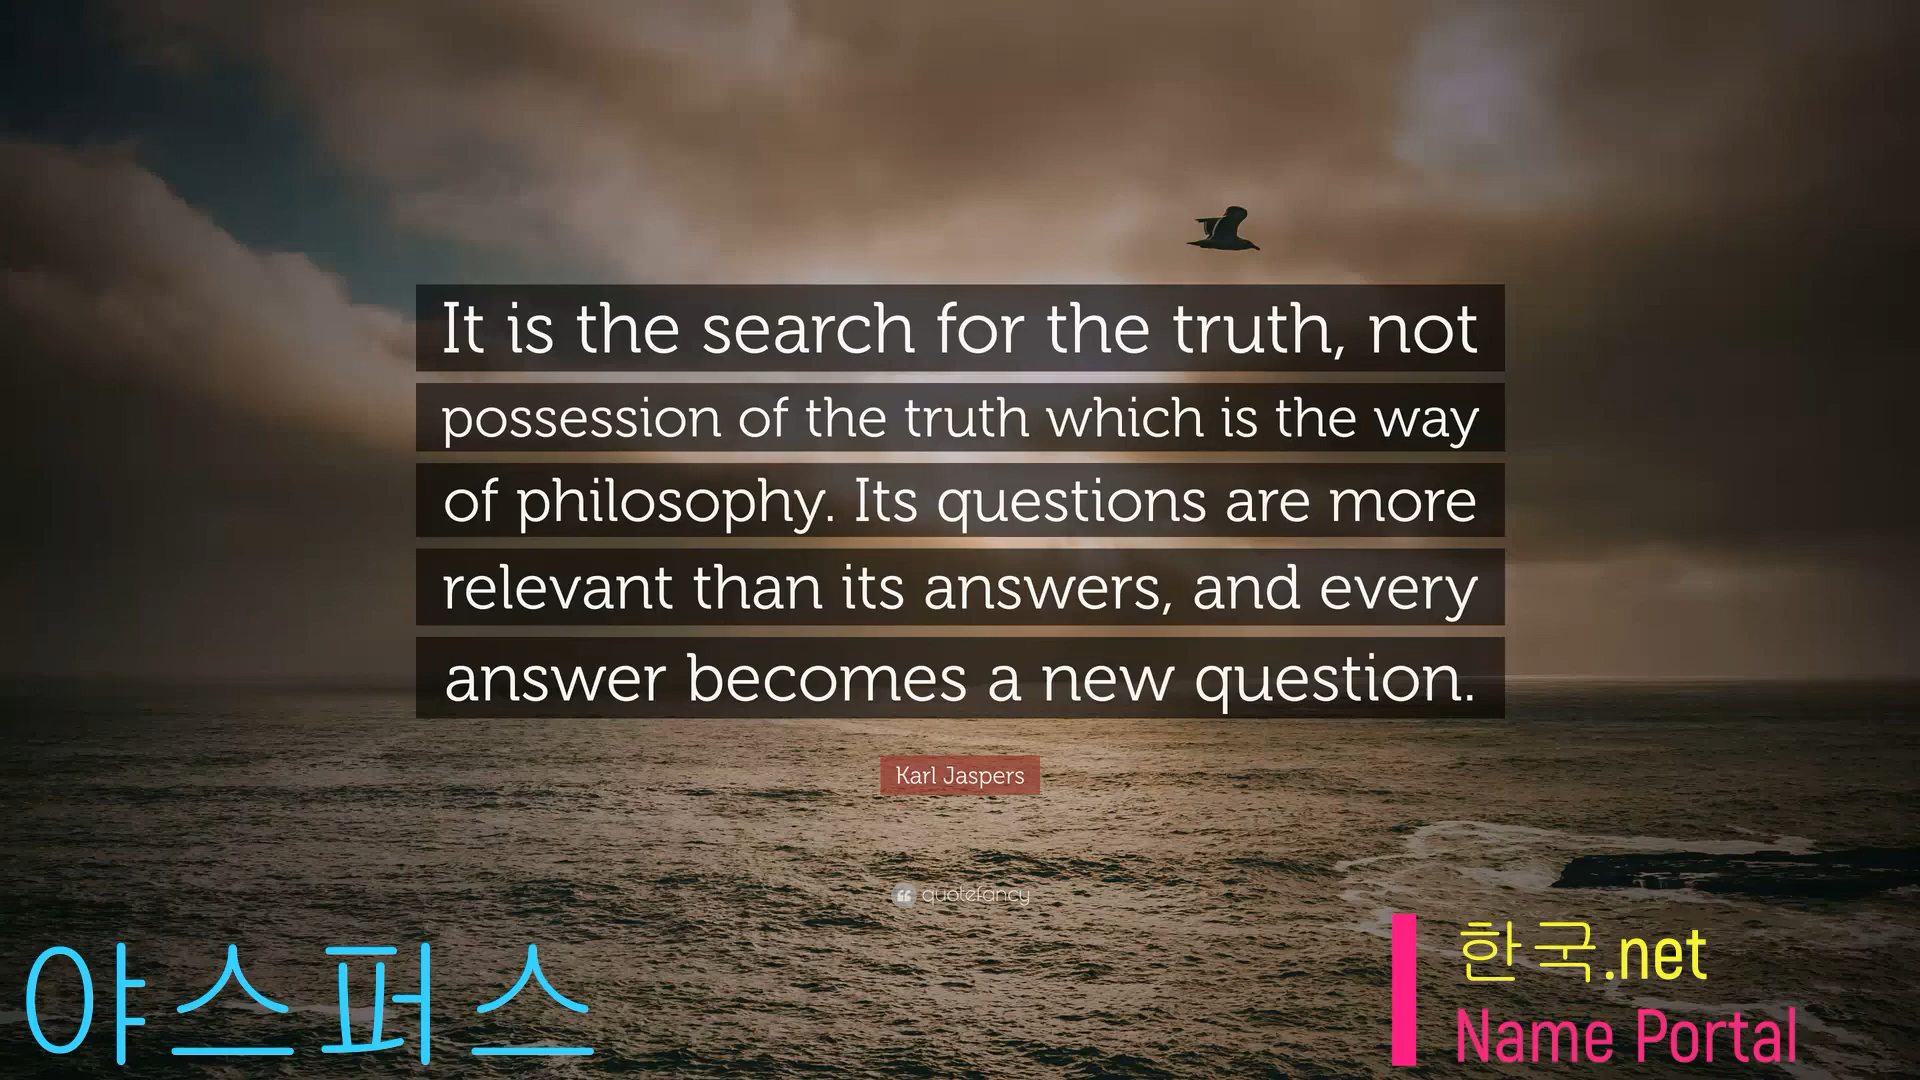 It is the search for the truth, not
possession of the truth which is the way
of philosophy. Its questions are more
relevant than its answers, and every
answer becomes a new question.
Karl Jaspers
quotefancy
야스퍼스
한국.net
Name Portal